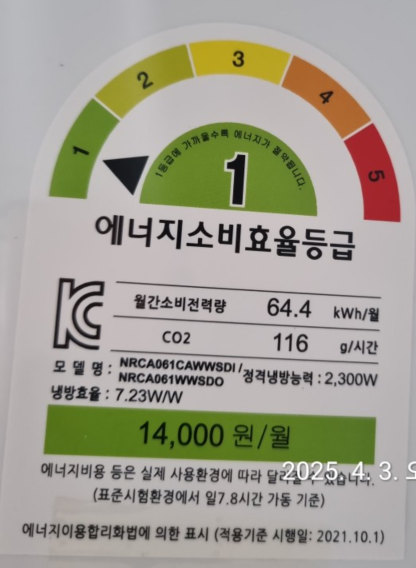 1 2 3 4 5
1등급에 가까울수록 에너지가 절약됩니다.
1
에너지소비효율등급
월간소비전력량 64.4 kWh/월
CO2 116 g/시간
모 델 명 : NRCA061CAWWSDI / NRCA061WWSDO 정격냉방능력 : 2,300W
냉방효율 : 7.23W/W
14,000 원/월
에너지비용 등은 실제 사용환경에 따라 달라질 수 있습니다.
2025. 4. 3. 오
(표준시험환경에서 일7.8시간 가동 기준)
에너지이용합리화법에 의한 표시 (적용기준 시행일: 2021.10.1)